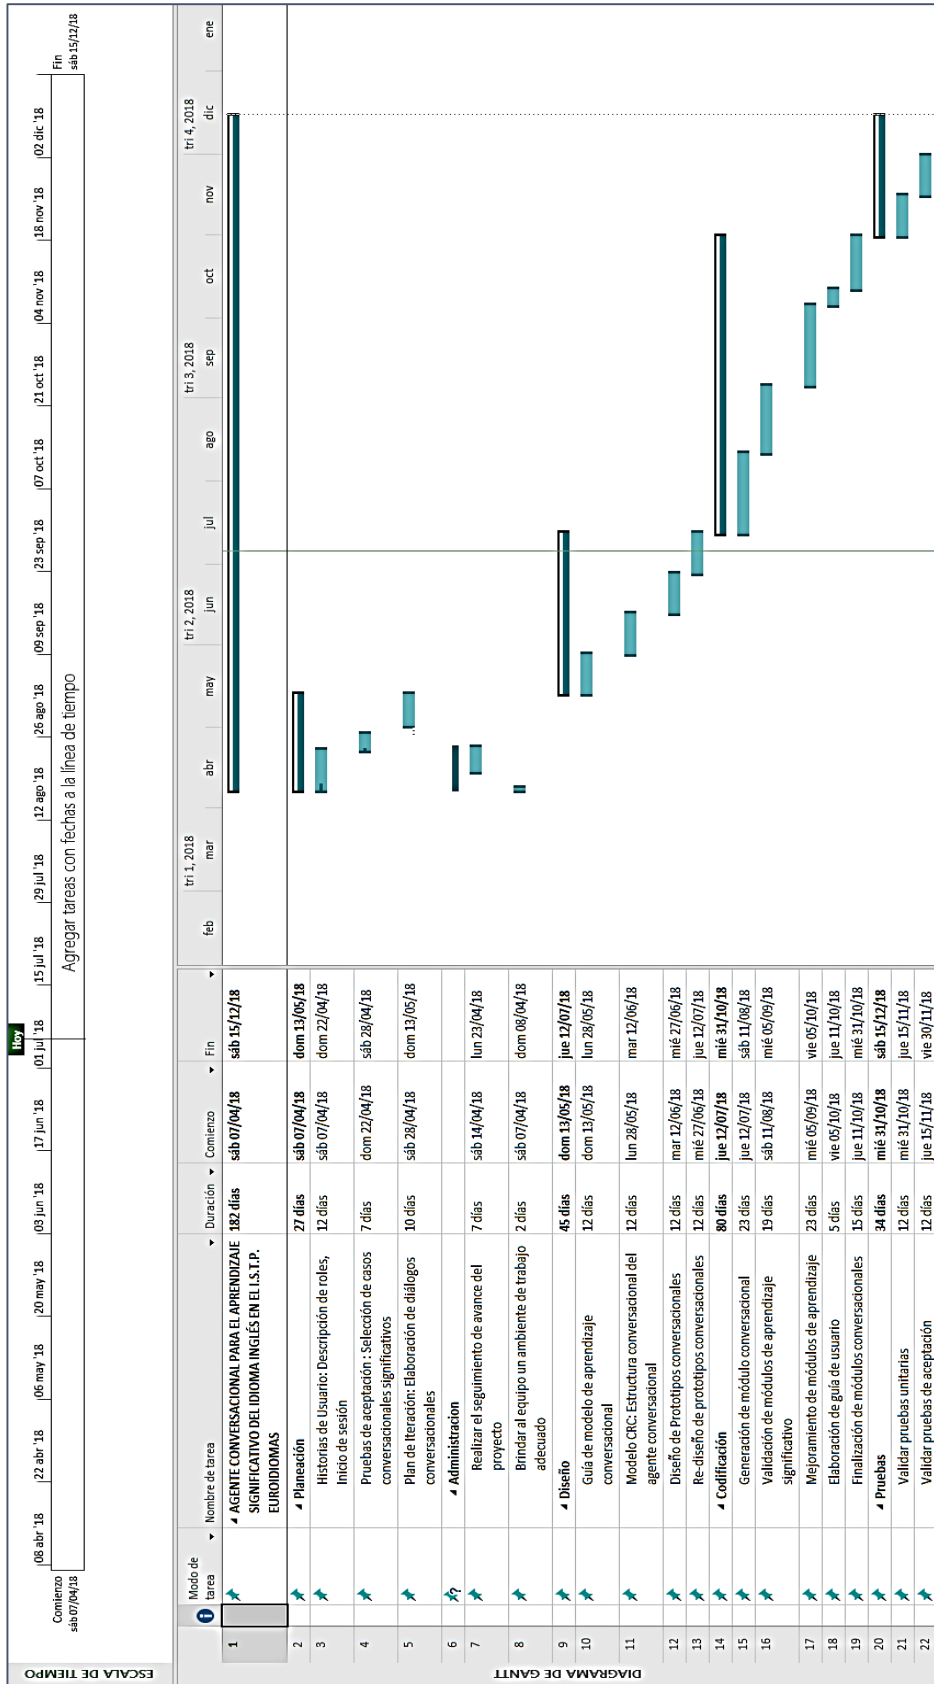 ESCALA DE TIEMPO
Comienzo
sáb 07/04/18
08 abr '18 22 abr '18 06 may '18 20 may '18 03 jun '18 17 jun '18 01 jul '18 15 jul '18 29 jul '18 12 ago '18 26 ago '18 09 sep '18 23 sep '18 07 oct '18 21 oct '18 04 nov '18 18 nov '18 02 dic '18
Hoy
Agregar tareas con fechas a la línea de tiempo
Fin
sáb 15/12/18
DIAGRAMA DE GANTT
Modo de tarea Nombre de tarea Duración Comienzo Fin
tri 1, 2018 tri 2, 2018 tri 3, 2018 tri 4, 2018
feb mar abr may jun jul ago sep oct nov dic ene
1 AGENTE CONVERSACIONAL PARA EL APRENDIZAJE 182 días sáb 07/04/18 sáb 15/12/18
SIGNIFICATIVO DEL IDIOMA INGLÉS EN EL I.S.T.P.
EUROIDIOMAS
2 Planeación 27 días sáb 07/04/18 dom 13/05/18
3 Historias de Usuario: Descripción de roles, 12 días sáb 07/04/18 dom 22/04/18
Inicio de sesión
4 Pruebas de aceptación : Selección de casos 7 días dom 22/04/18 sáb 28/04/18
conversacionales significativos
5 Plan de Iteración: Elaboración de diálogos 10 días sáb 28/04/18 dom 13/05/18
conversacionales
6 ? Administracion
7 Realizar el seguimiento de avance del 7 días sáb 14/04/18 lun 23/04/18
proyecto
8 Brindar al equipo un ambiente de trabajo 2 días sáb 07/04/18 dom 08/04/18
adecuado
9 Diseño 45 días dom 13/05/18 jue 12/07/18
10 Guía de modelo de aprendizaje 12 días dom 13/05/18 lun 28/05/18
conversacional
11 Modelo CRC: Estructura conversacional del 12 días lun 28/05/18 mar 12/06/18
agente conversacional
12 Diseño de Prototipos conversacionales 12 días mar 12/06/18 mié 27/06/18
13 Re-diseño de prototipos conversacionales 12 días mié 27/06/18 jue 12/07/18
14 Codificación 80 días jue 12/07/18 mié 31/10/18
15 Generación de módulo conversacional 23 días jue 12/07/18 sáb 11/08/18
16 Validación de módulos de aprendizaje 19 días sáb 11/08/18 mié 05/09/18
significativo
17 Mejoramiento de módulos de aprendizaje 23 días mié 05/09/18 vie 05/10/18
18 Elaboración de guía de usuario 5 días vie 05/10/18 jue 11/10/18
19 Finalización de módulos conversacionales 15 días jue 11/10/18 mié 31/10/18
20 Pruebas 34 días mié 31/10/18 sáb 15/12/18
21 Validar pruebas unitarias 12 días mié 31/10/18 jue 15/11/18
22 Validar pruebas de aceptación 12 días jue 15/11/18 vie 30/11/18